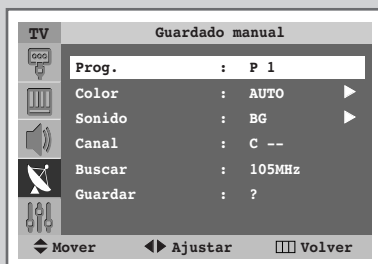 TV Guardado manual
Prog. : P 1
Color : AUTO
Sonido : BG
Canal : C --
Buscar : 105MHz
Guardar : ?
Mover Ajustar Volver